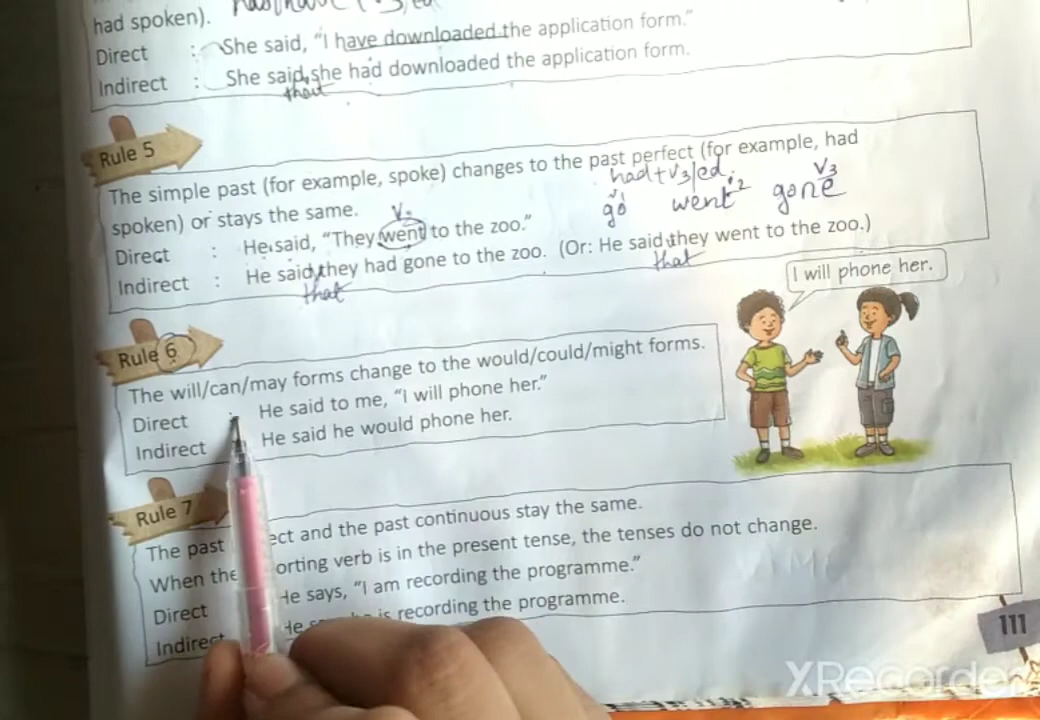 had spoken). has/have
Direct : She said, "I have downloaded the application form."
Indirect : She said, she had downloaded the application form.
that
Rule 5
The simple past (for example, spoke) changes to the past perfect (for example, had
had+V3/ed. V3
spoken) or stays the same. V1 go went V2 gone
Direct : He said, "They went to the zoo."
Indirect : He said they had gone to the zoo. (Or: He said they went to the zoo.)
that that
I will phone her.
Rule 6
The will/can/may forms change to the would/could/might forms.
Direct : He said to me, "I will phone her."
Indirect He said he would phone her.
Rule 7
The past ect and the past continuous stay the same.
When the orting verb is in the present tense, the tenses do not change.
Direct He says, "I am recording the programme."
Indirect He is recording the programme.
111
XRecorder